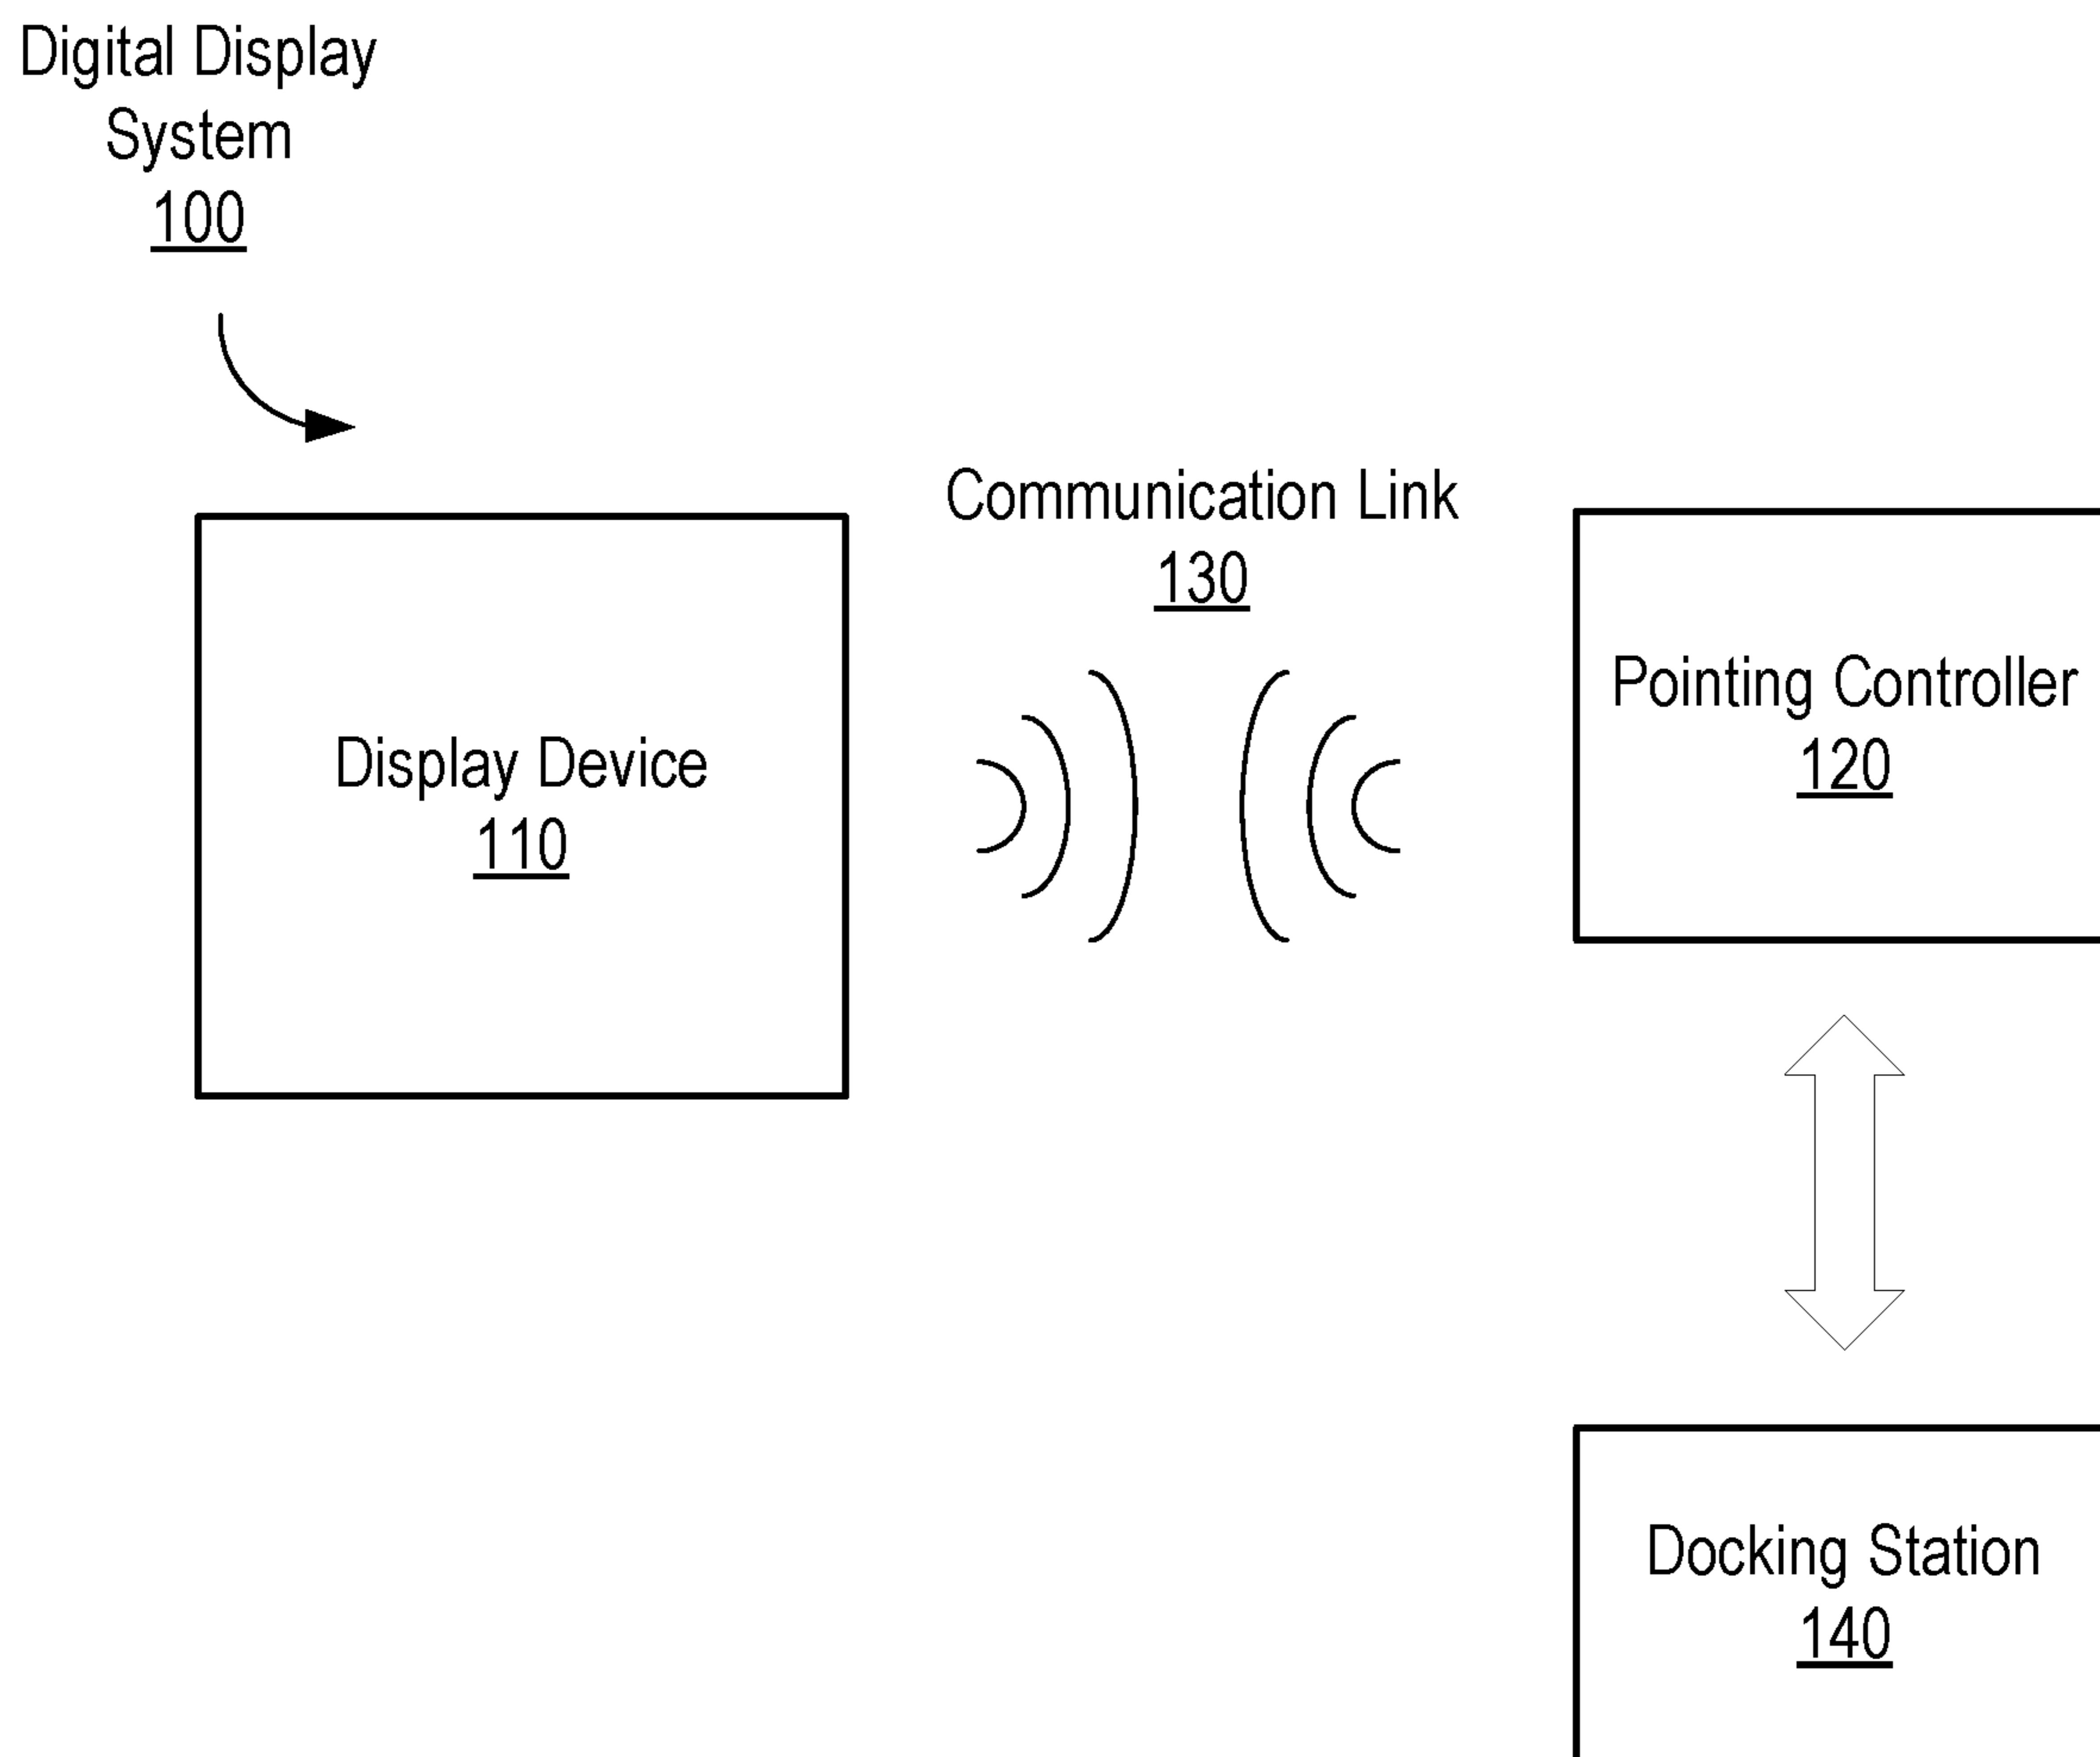 Digital Display
System
100
Communication Link
130
Pointing Controller
120
Display Device
110
Docking Station
140